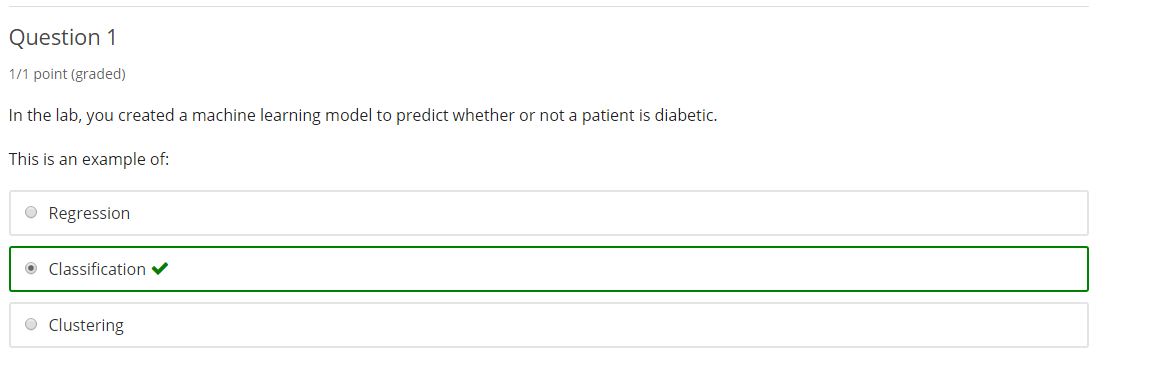 Question 1
1/1 point (graded)
In the lab, you created a machine learning model to predict whether or not a patient is diabetic.
This is an example of:
Regression
Classification
Clustering